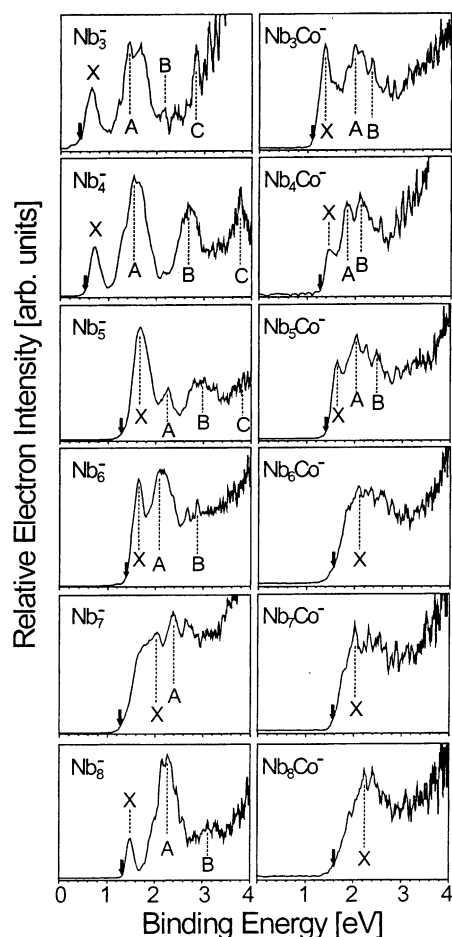 Relative Electron Intensity [arb. units]
Nb₃⁻
X
A
B
C
Nb₃Co⁻
X
A
B
Nb₄⁻
X
A
B
C
Nb₄Co⁻
X
A
B
Nb₅⁻
X
A
B
C
Nb₅Co⁻
X
A
B
Nb₆⁻
X
A
B
Nb₆Co⁻
X
Nb₇⁻
X
A
Nb₇Co⁻
X
Nb₈⁻
X
A
B
Nb₈Co⁻
X
0 1 2 3 4 0 1 2 3 4
Binding Energy [eV]